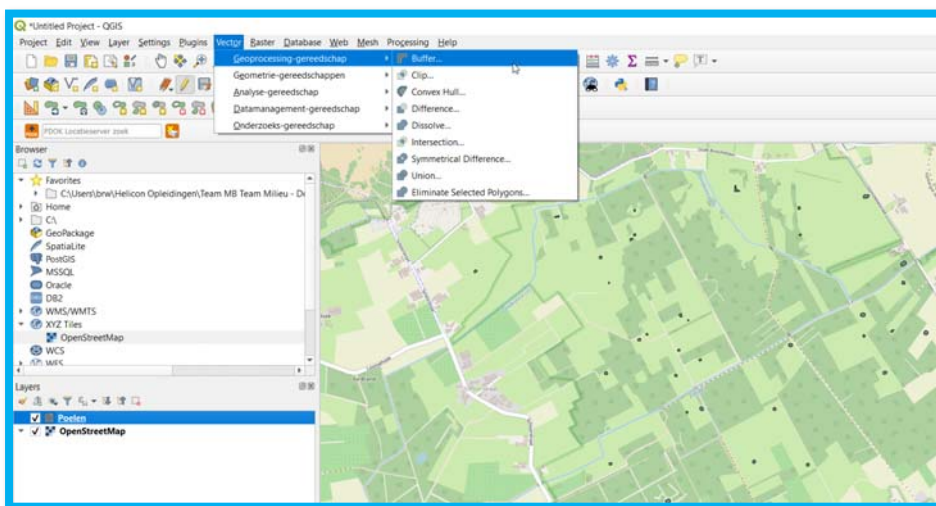 *Untitled Project - QGIS
Project Edit View Layer Settings Plugins Vector Raster Database Web Mesh Processing Help
Geoprocessing-gereedschap
Geometrie-gereedschappen
Analyse-gereedschap
Datamanagement-gereedschap
Onderzoeks-gereedschap
Buffer...
Clip...
Convex Hull...
Difference...
Dissolve...
Intersection...
Symmetrical Difference...
Union...
Eliminate Selected Polygons...
PDOK Locatieserver zoek
Browser
Favorites
C:\Users\brw\Helicon Opleidingen\Team MB Team Milieu - De
Home
C:\
GeoPackage
SpatiaLite
PostGIS
MSSQL
Oracle
DB2
WMS/WMTS
XYZ Tiles
OpenStreetMap
WCS
WFS
Layers
Poelen
OpenStreetMap